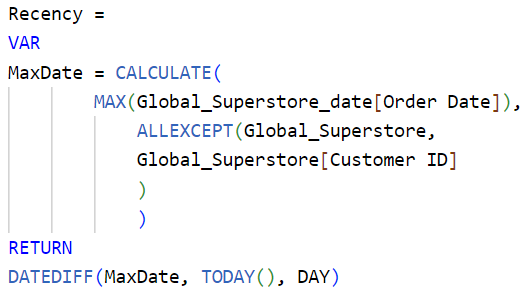 Recency =
VAR
MaxDate = CALCULATE(
MAX(Global_Superstore_date[Order Date]),
ALLEXCEPT(Global_Superstore,
Global_Superstore[Customer ID]
)
)
RETURN
DATEDIFF(MaxDate, TODAY(), DAY)